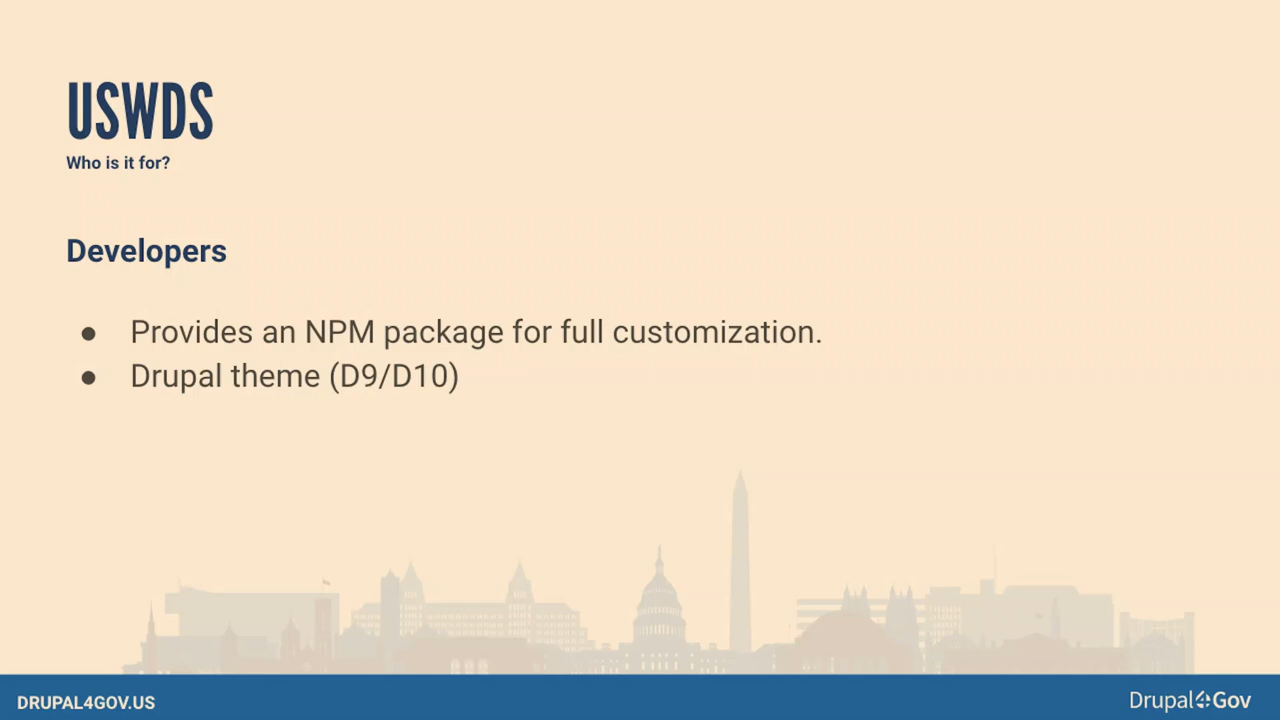 USWDS
Who is it for?
Developers
● Provides an NPM package for full customization.
● Drupal theme (D9/D10)
DRUPAL4GOV.US
Drupal4Gov